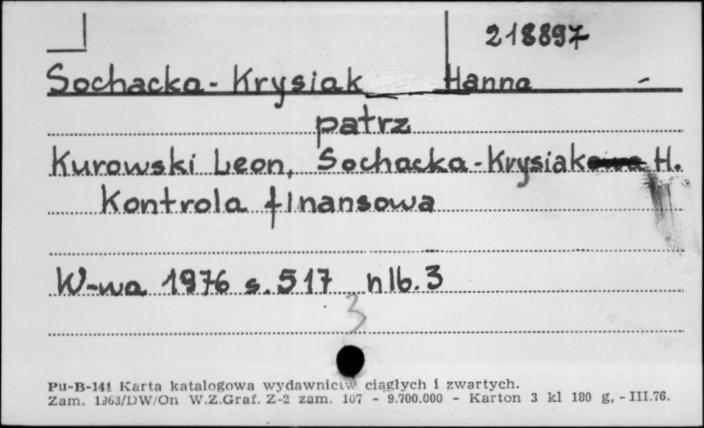 218897
Sochacka-Krysiak Hanna
patrz
Kurowski Leon, Sochacka-Krysiak H.
Kontrola finansowa
W-wa 1976 s. 517 nlb. 3
3
Pu-B-141 Karta katalogowa wydawnictw ciągłych i zwartych.
Zam. 1363/DW/On W.Z.Graf. Z-2 zam. 107 - 9.700.000 - Karton 3 kl 180 g. - III.76.